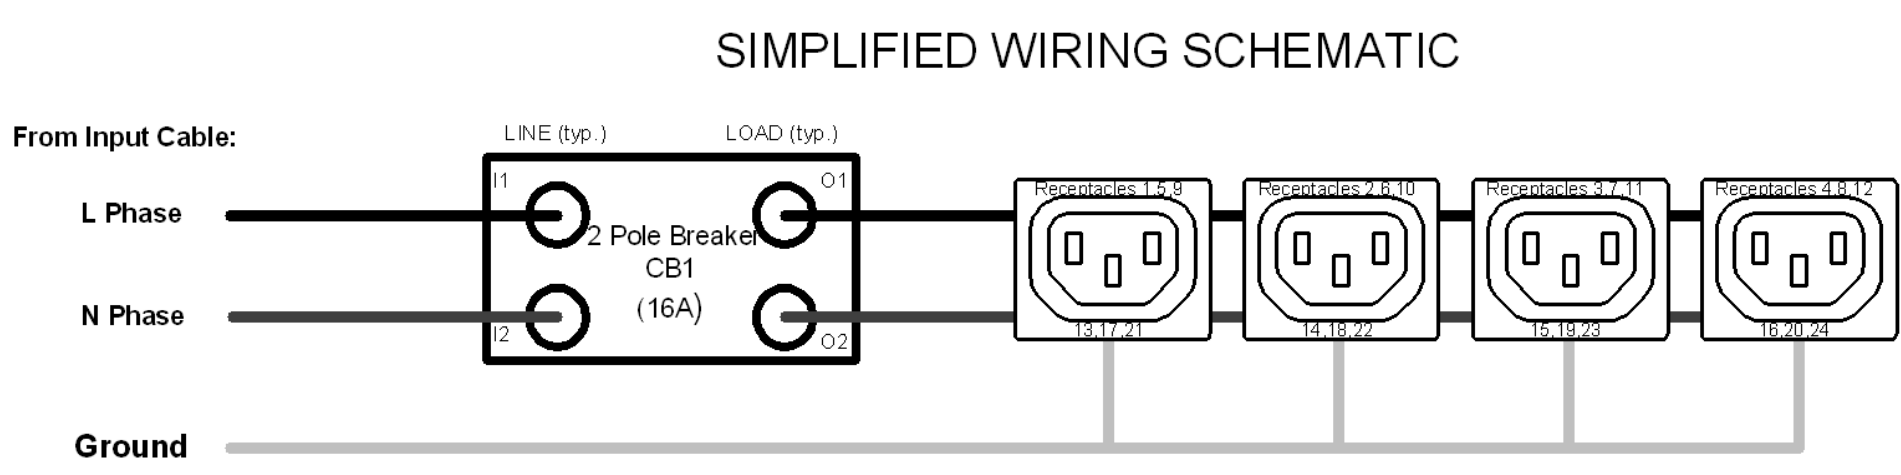 SIMPLIFIED WIRING SCHEMATIC
From Input Cable:
LINE (typ.)
LOAD (typ.)
I1
O1
L Phase
2 Pole Breaker
CB1
(16A)
N Phase
I2
O2
Receptacles 1,5,9
13,17,21
Receptacles 2,6,10
14,18,22
Receptacles 3,7,11
15,19,23
Receptacles 4,8,12
16,20,24
Ground